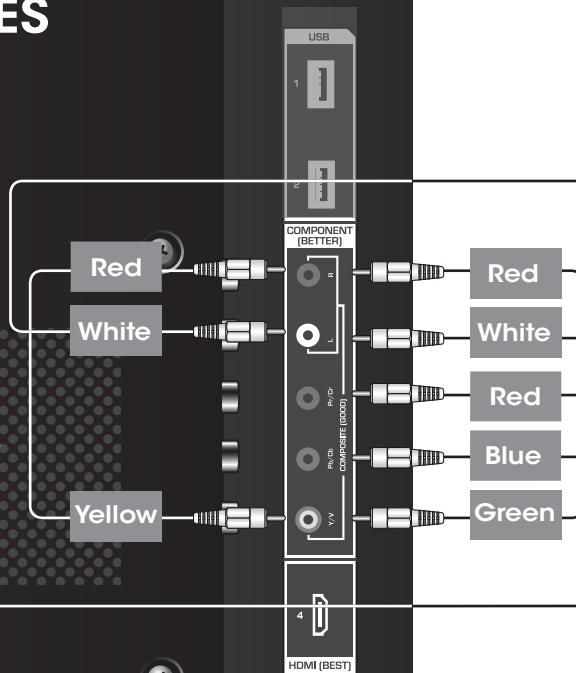 ES
USB
1
2
COMPONENT
(BETTER)
Red
R
Red
White
L
White
Pr/Cr
Red
COMPOSITE (GOOD)
Pb/Cb
Blue
Yellow
Y/V
Green
4
HDMI (BEST)